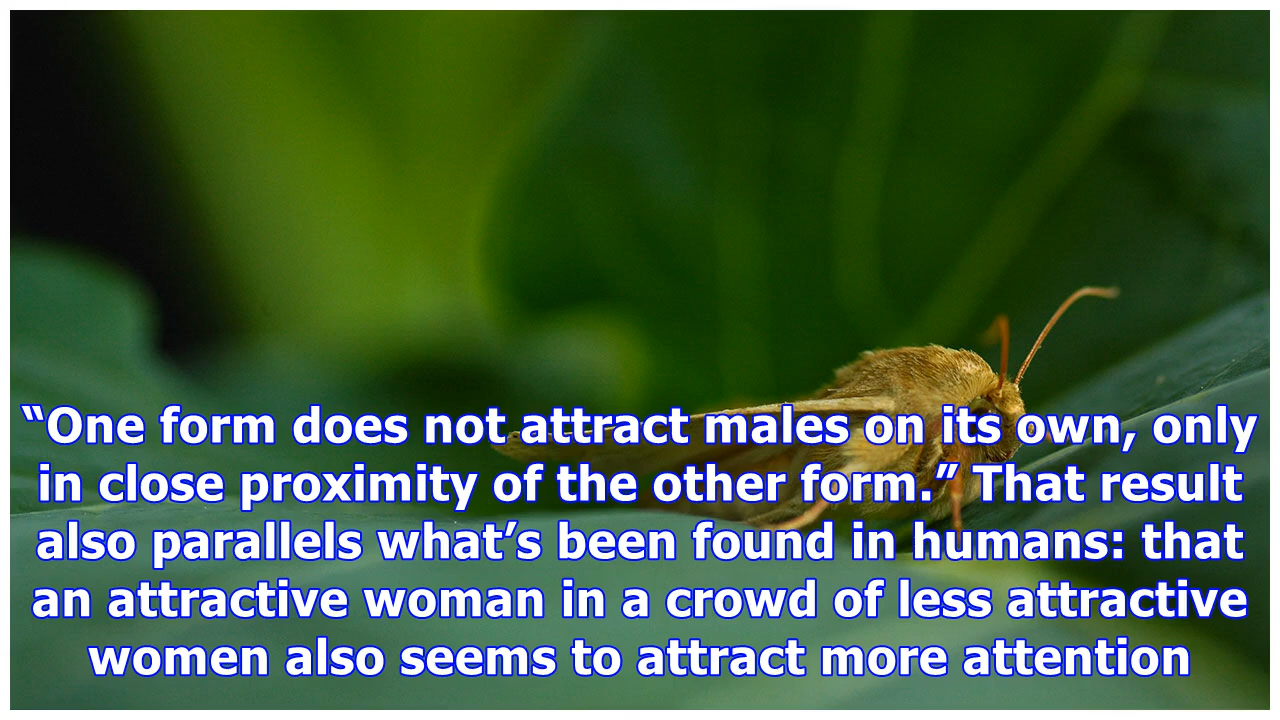 “One form does not attract males on its own, only
in close proximity of the other form.” That result
also parallels what’s been found in humans: that
an attractive woman in a crowd of less attractive
women also seems to attract more attention